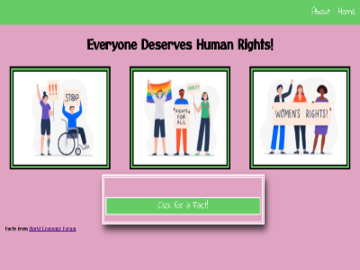 About Home
Everyone Deserves Human Rights!
!!!
STOP
EQUALITY
RIGHTS
FOR
ALL
WOMEN'S RIGHTS!
Click for a Fact!
Facts from World Economic Forum